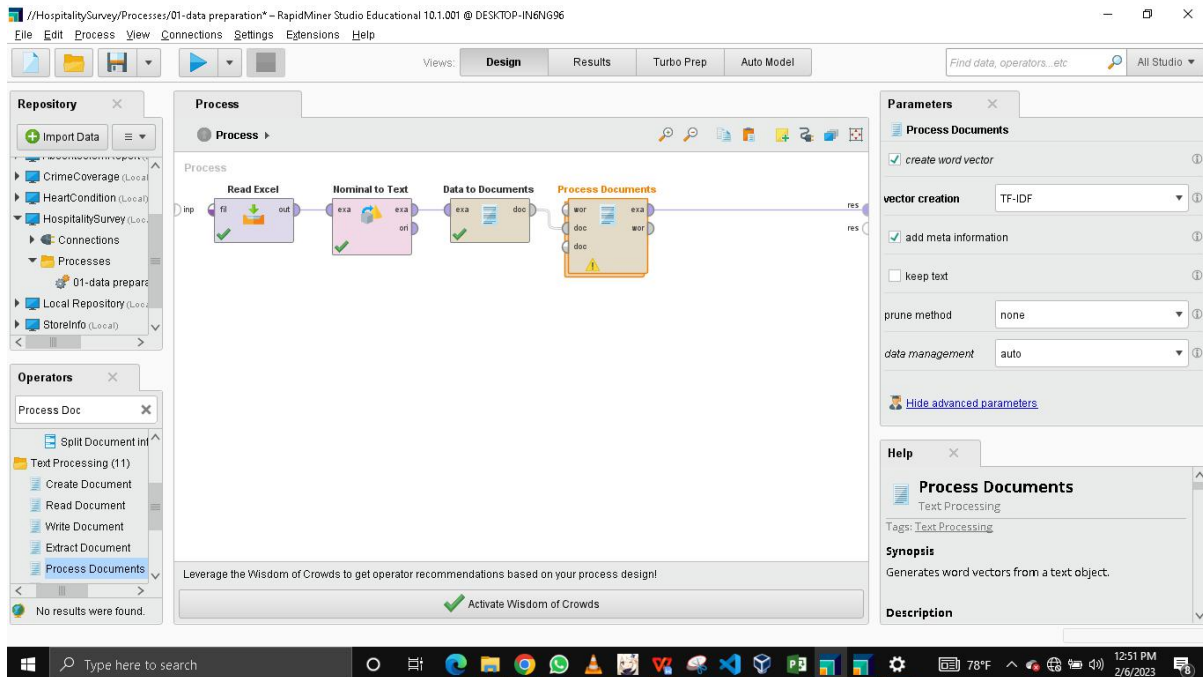 //HospitalitySurvey/Processes/01-data preparation* – RapidMiner Studio Educational 10.1.001 @ DESKTOP-IN6NG96
File Edit Process View Connections Settings Extensions Help
Views: Design Results Turbo Prep Auto Model
Find data, operators...etc
All Studio
Repository
Import Data
CrimeCoverage (Local
HeartCondition (Local)
HospitalitySurvey (Loc.
Connections
Processes
01-data prepara
Local Repository (Loca
StoreInfo (Local)
Operators
Process Doc
Split Document int
Text Processing (11)
Create Document
Read Document
Write Document
Extract Document
Process Documents
No results were found.
Process
Process
Process
Read Excel Nominal to Text Data to Documents Process Documents
inp fil out exa exa exa doc wor exa res
ori doc wor res
doc
Leverage the Wisdom of Crowds to get operator recommendations based on your process design!
Activate Wisdom of Crowds
Parameters
Process Documents
create word vector
vector creation TF-IDF
add meta information
keep text
prune method none
data management auto
Hide advanced parameters
Help
Process Documents
Text Processing
Tags: Text Processing
Synopsis
Generates word vectors from a text object.
Description
Type here to search
78°F
12:51 PM
2/6/2023
8